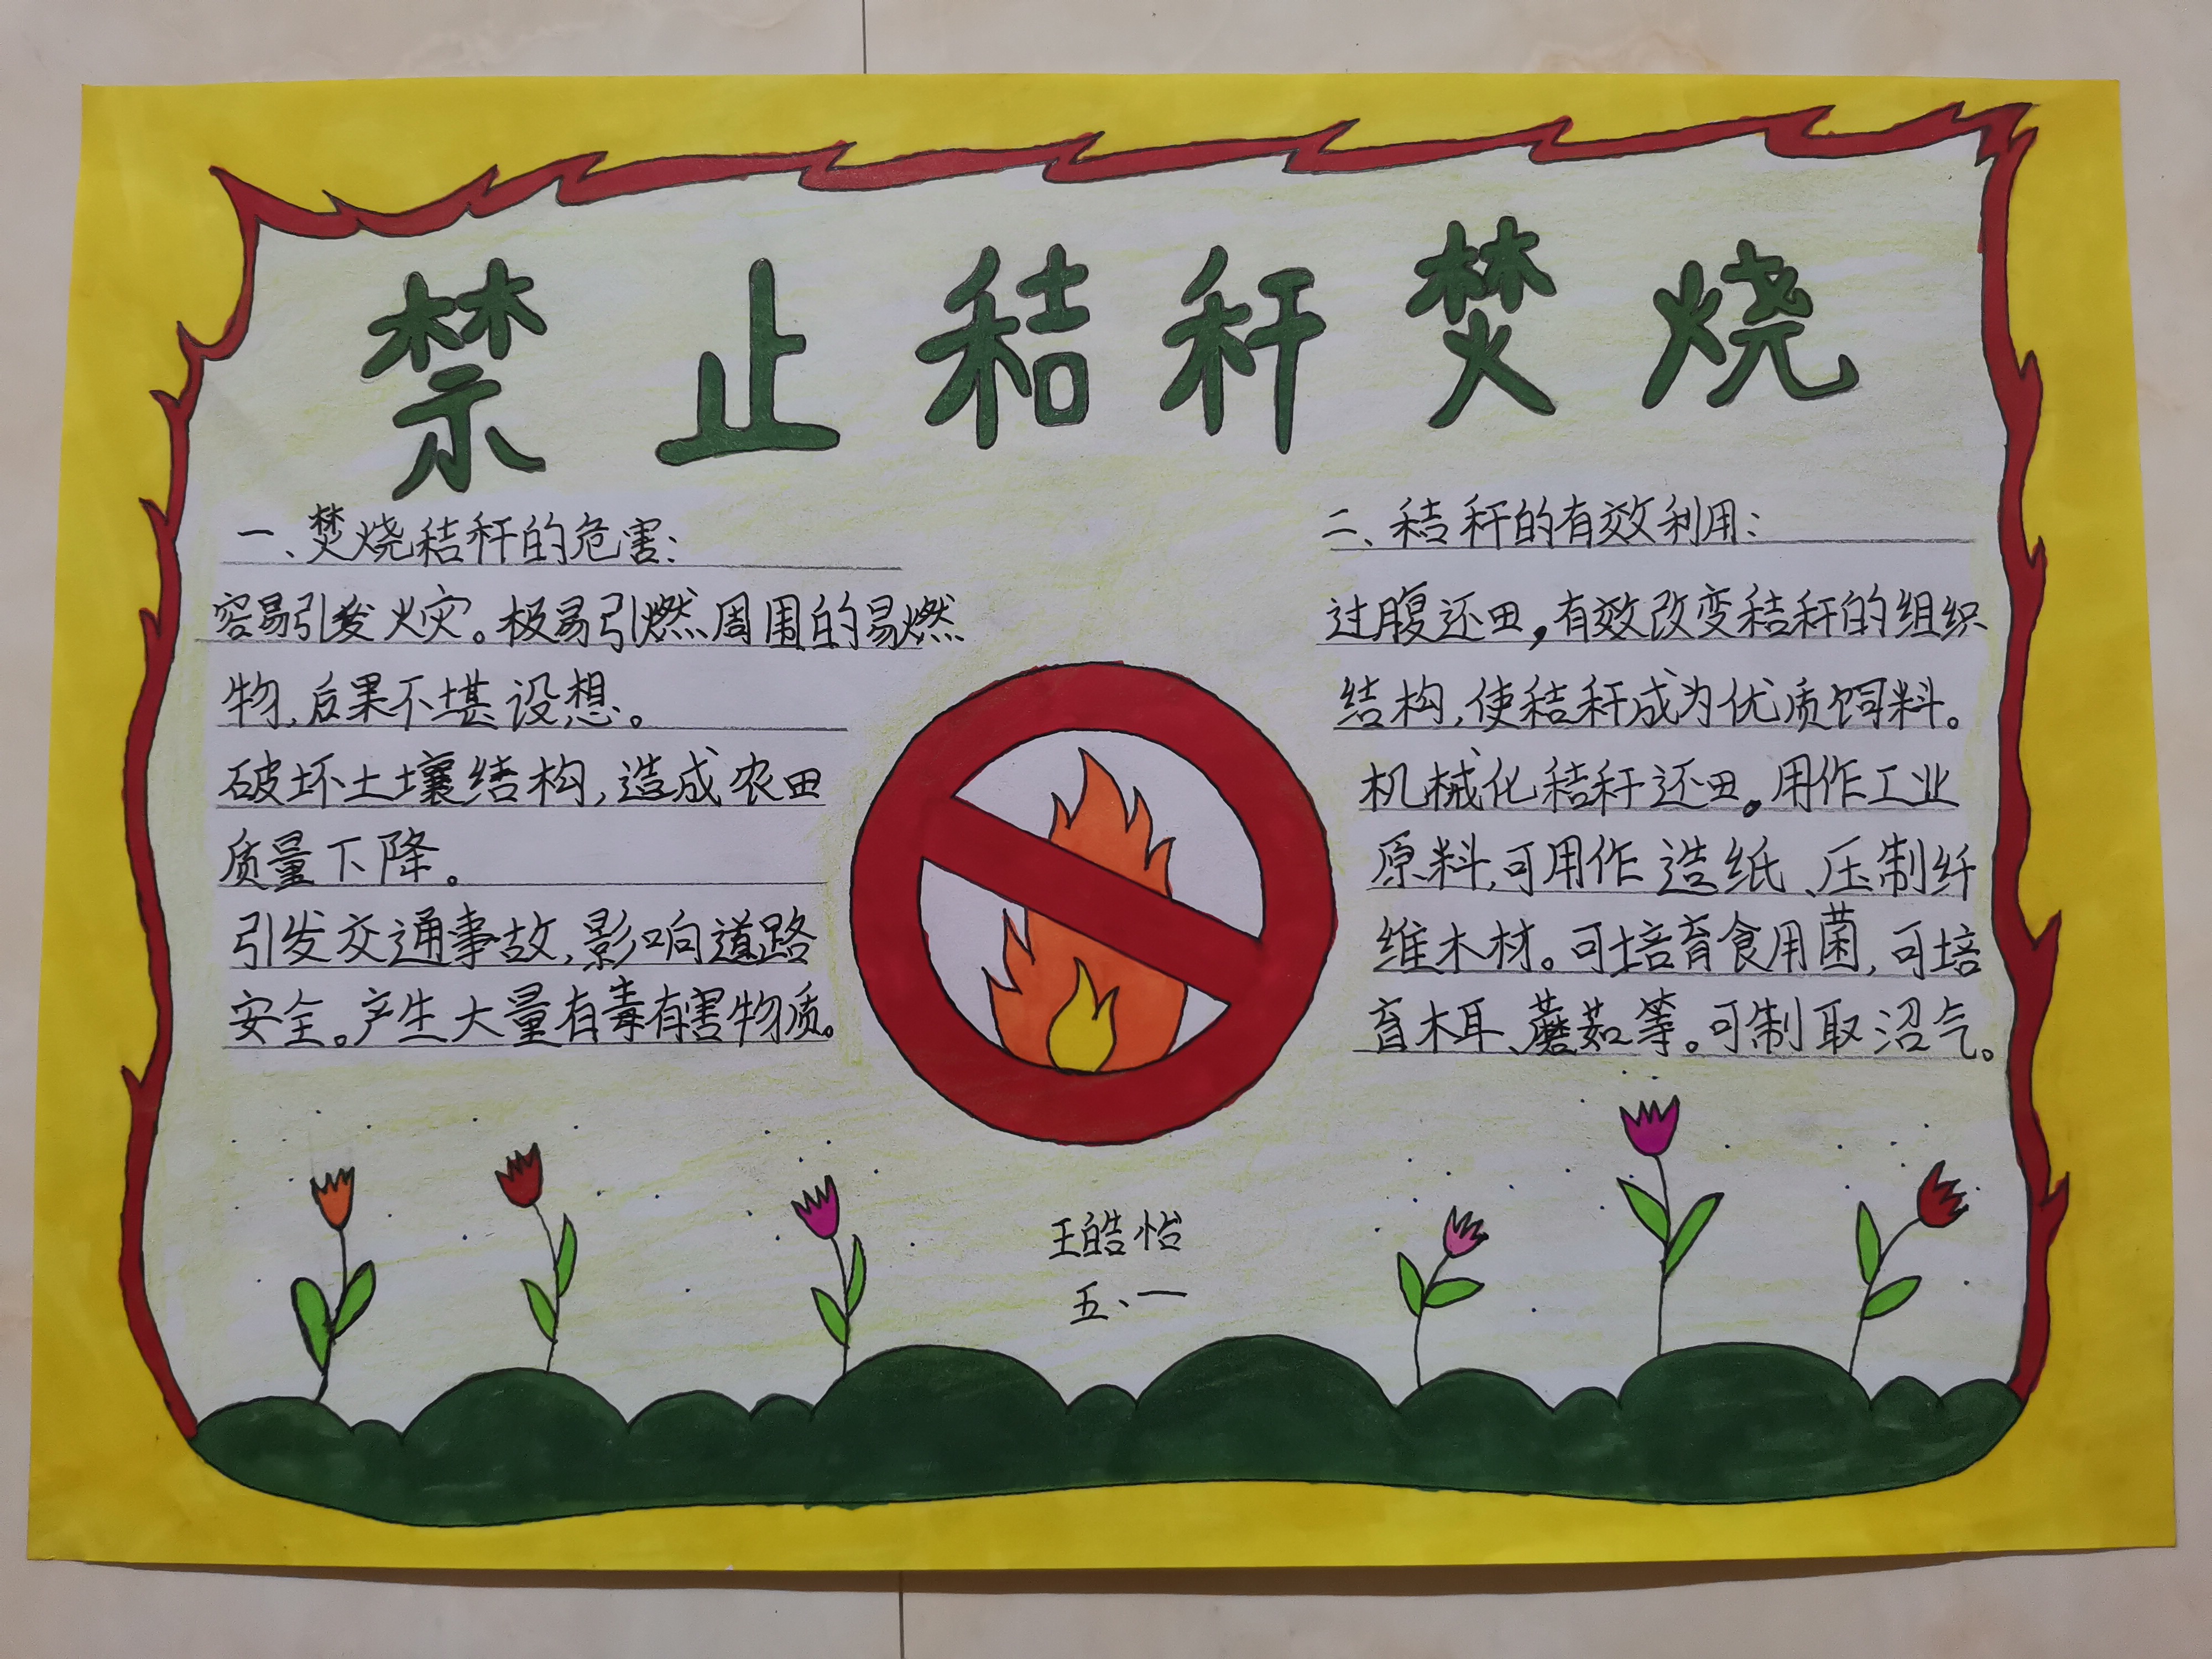 禁止秸秆焚烧
一、焚烧秸秆的危害:
容易引发火灾。极易引燃周围的易燃
物,后果不堪设想。
破坏土壤结构,造成农田
质量下降。
引发交通事故,影响道路
安全。产生大量有毒有害物质。
二、秸秆的有效利用:
过腹还田,有效改变秸秆的组织
结构,使秸秆成为优质饲料。
机械化秸秆还田。用作工业
原料,可用作造纸、压制纤
维木材。可培育食用菌,可培
育木耳、蘑茹等。可制取沼气。
王皓怡
五、一